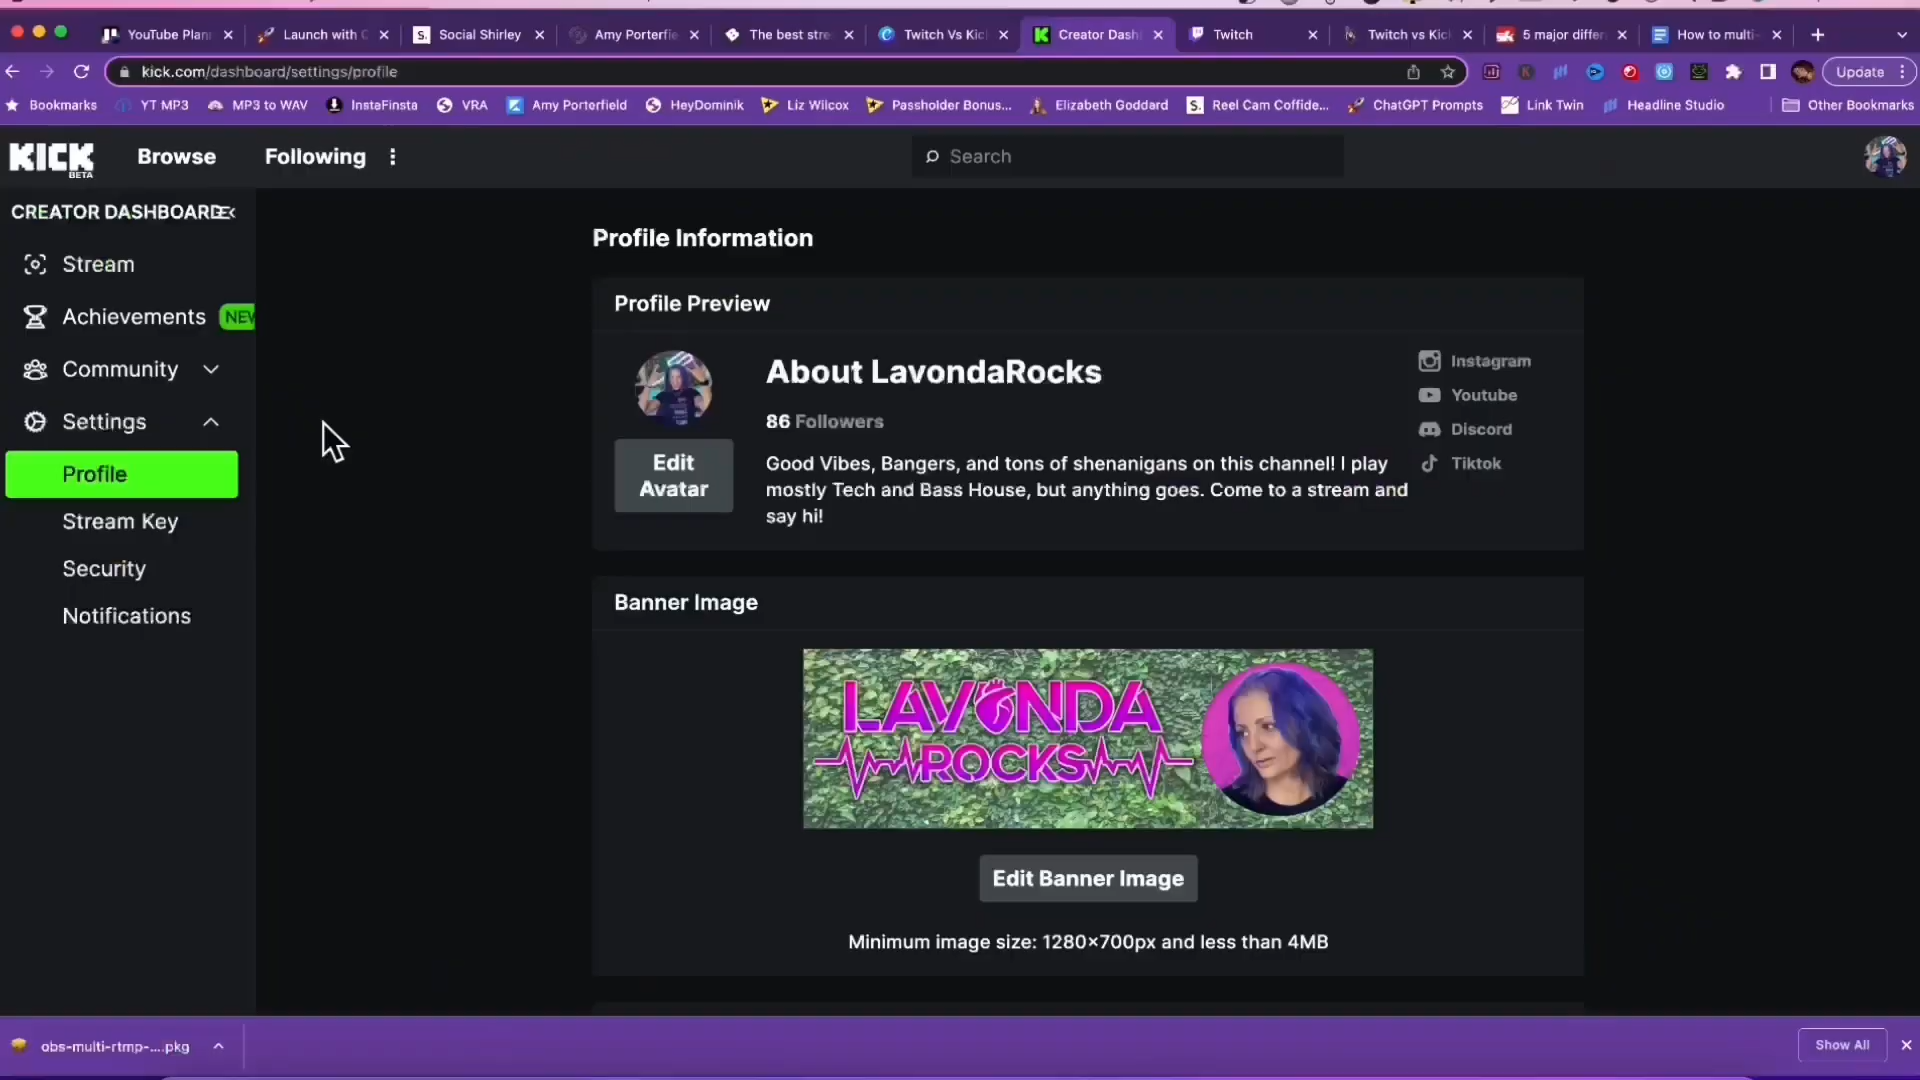 YouTube Plan
Launch with C
Social Shirley
Amy Porterfie
The best stre
Twitch Vs Kic
Creator Dash
Twitch
Twitch vs Kic
5 major differ
How to multi-
kick.com/dashboard/settings/profile
Update
Bookmarks
YT MP3
MP3 to WAV
InstaFinsta
VRA
Amy Porterfield
HeyDominik
Liz Wilcox
Passholder Bonus...
Elizabeth Goddard
Reel Cam Coffide...
ChatGPT Prompts
Link Twin
Headline Studio
Other Bookmarks
KICK
BETA
Browse
Following
Search
CREATOR DASHBOARD
Stream
Achievements NEW
Community
Settings
Profile
Stream Key
Security
Notifications
Profile Information
Profile Preview
About LavondaRocks
86 Followers
Edit
Avatar
Good Vibes, Bangers, and tons of shenanigans on this channel! I play
mostly Tech and Bass House, but anything goes. Come to a stream and
say hi!
Instagram
Youtube
Discord
Tiktok
Banner Image
LAVONDA
ROCKS
Edit Banner Image
Minimum image size: 1280×700px and less than 4MB
obs-multi-rtmp-....pkg
Show All